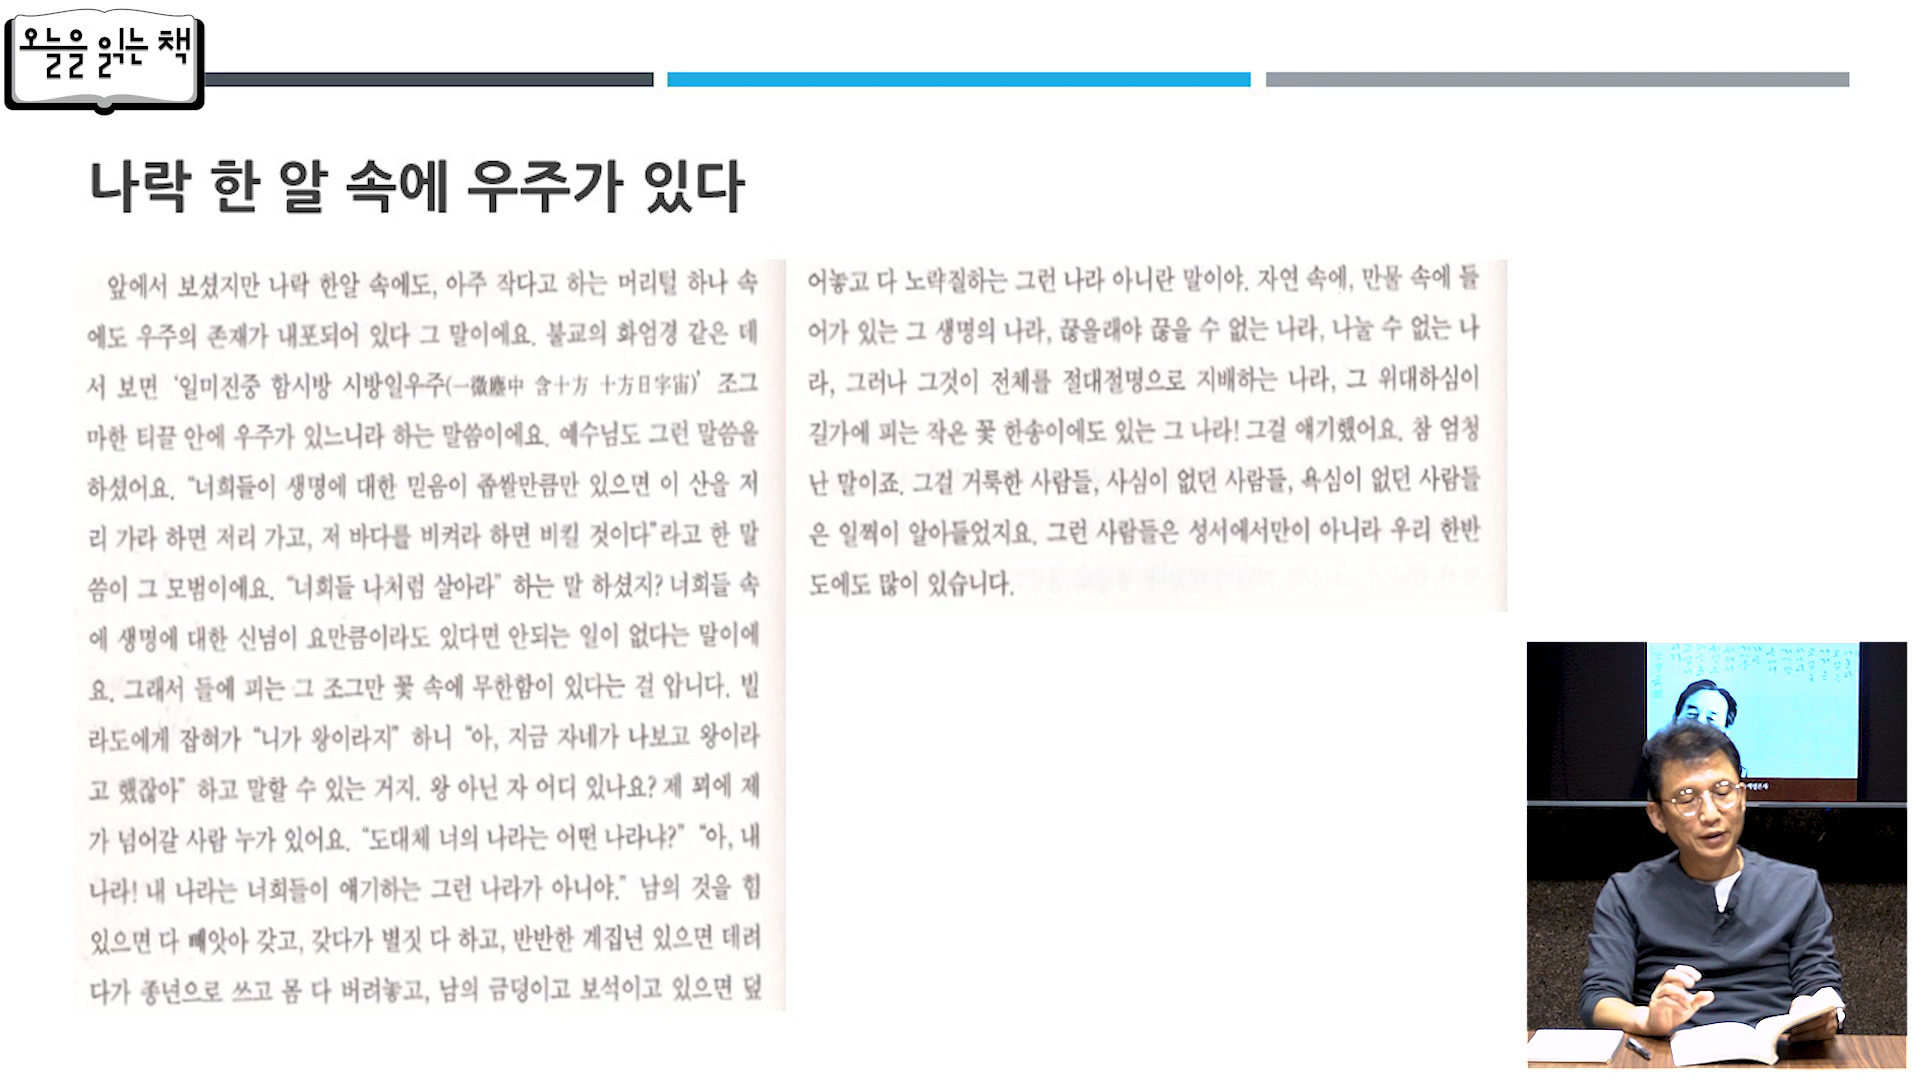 오늘을 읽는 책
나락 한 알 속에 우주가 있다
앞에서 보셨지만 나락 한알 속에도, 아주 작다고 하는 머리털 하나 속
에도 우주의 존재가 내포되어 있다 그 말이에요. 불교의 화엄경 같은 데
서 보면 ‘일미진중 함시방 시방일우주(一微塵中 含十方 十方日宇宙)’ 조그
마한 티끌 안에 우주가 있느니라 하는 말씀이에요. 예수님도 그런 말씀을
하셨어요. “너희들이 생명에 대한 믿음이 좁쌀만큼만 있으면 이 산을 저
리 가라 하면 저리 가고, 저 바다를 비켜라 하면 비킬 것이다”라고 한 말
씀이 그 모범이에요. “너희들 나처럼 살아라” 하는 말 하셨지? 너희들 속
에 생명에 대한 신념이 요만큼이라도 있다면 안되는 일이 없다는 말이에
요. 그래서 들에 피는 그 조그만 꽃 속에 무한함이 있다는 걸 압니다. 빌
라도에게 잡혀가 “니가 왕이라지” 하니 “아, 지금 자네가 나보고 왕이라
고 했잖아” 하고 말할 수 있는 거지. 왕 아닌 자 어디 있나요? 제 꾀에 제
가 넘어갈 사람 누가 있어요. “도대체 너의 나라는 어떤 나라냐?” “아, 내
나라! 내 나라는 너희들이 얘기하는 그런 나라가 아니야.” 남의 것을 힘
있으면 다 빼앗아 갖고, 갖다가 별짓 다 하고, 반반한 계집년 있으면 데려
다가 종년으로 쓰고 몸 다 버려놓고, 남의 금덩이고 보석이고 있으면 덮
어놓고 다 노략질하는 그런 나라 아니란 말이야. 자연 속에, 만물 속에 들
어가 있는 그 생명의 나라, 끊을래야 끊을 수 없는 나라, 나눌 수 없는 나
라, 그러나 그것이 전체를 절대절명으로 지배하는 나라, 그 위대하심이
길가에 피는 작은 꽃 한송이에도 있는 그 나라! 그걸 얘기했어요. 참 엄청
난 말이죠. 그걸 거룩한 사람들, 사심이 없던 사람들, 욕심이 없던 사람들
은 일찍이 알아들었지요. 그런 사람들은 성서에서만이 아니라 우리 한반
도에도 많이 있습니다.